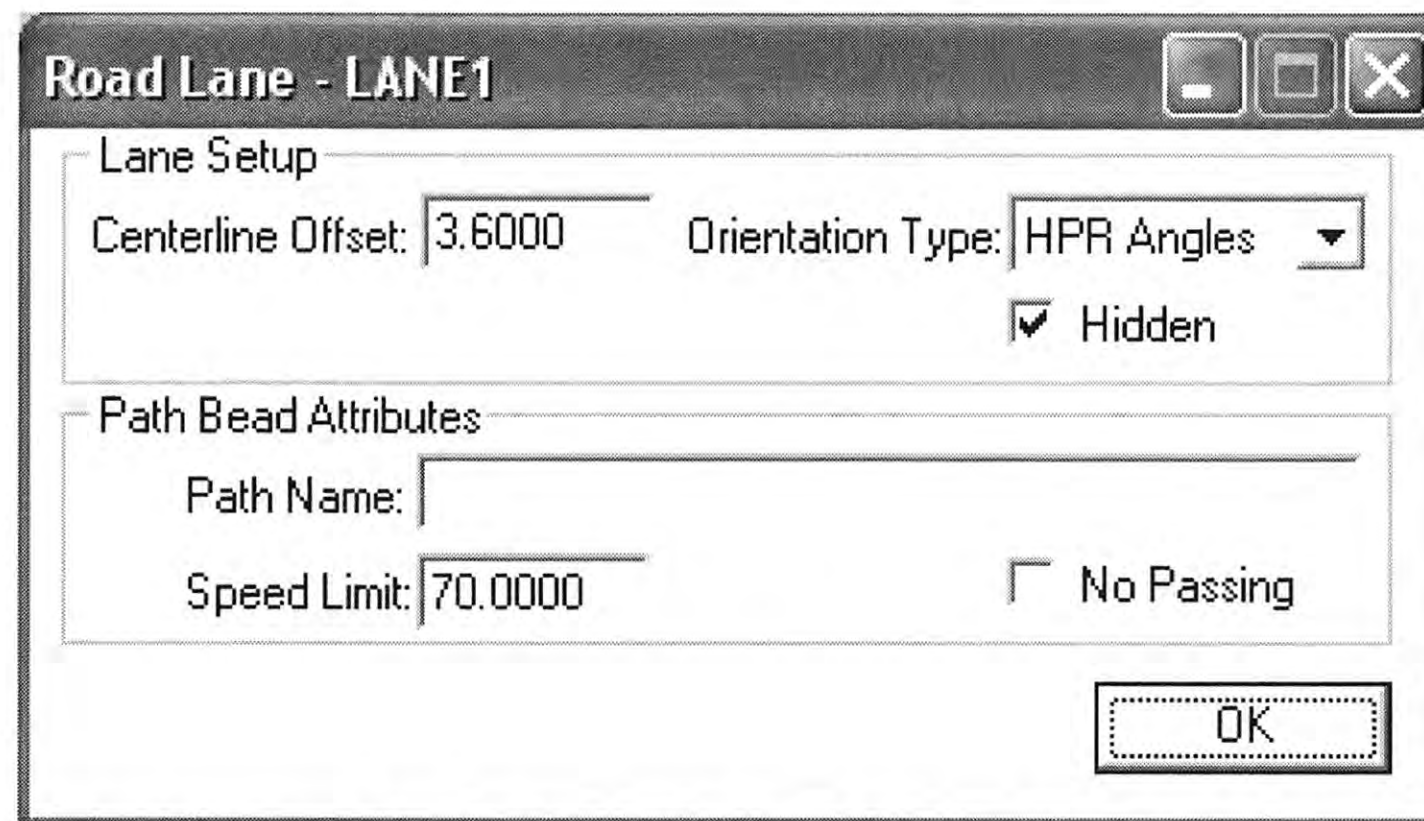 Road Lane - LANE1
Lane Setup
Centerline Offset: 3.6000 Orientation Type: HPR Angles
Hidden
Path Bead Attributes
Path Name:
Speed Limit: 70.0000 No Passing
OK